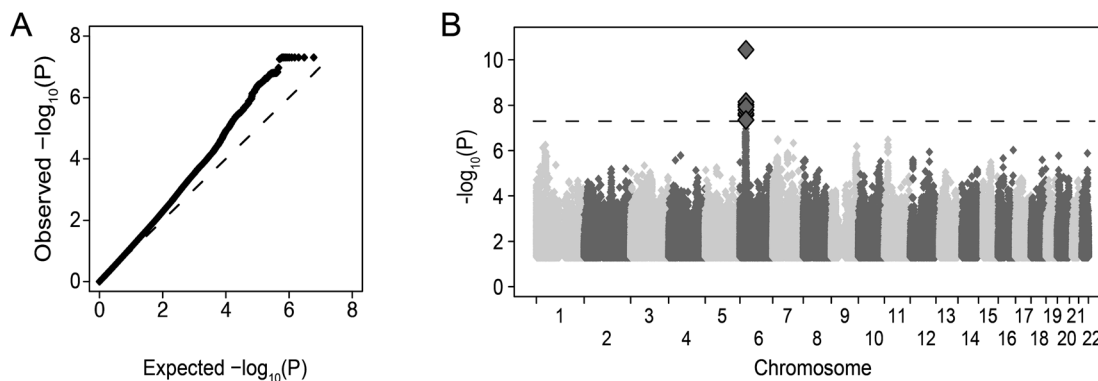 A
Observed −log10(P)
8
6
4
2
0
0 2 4 6 8
Expected −log10(P)
B
-log10(P)
10
8
6
4
2
0
1 3 5 7 9 11 13 15 17 19 21
2 4 6 8 10 12 14 16 18 20 22
Chromosome